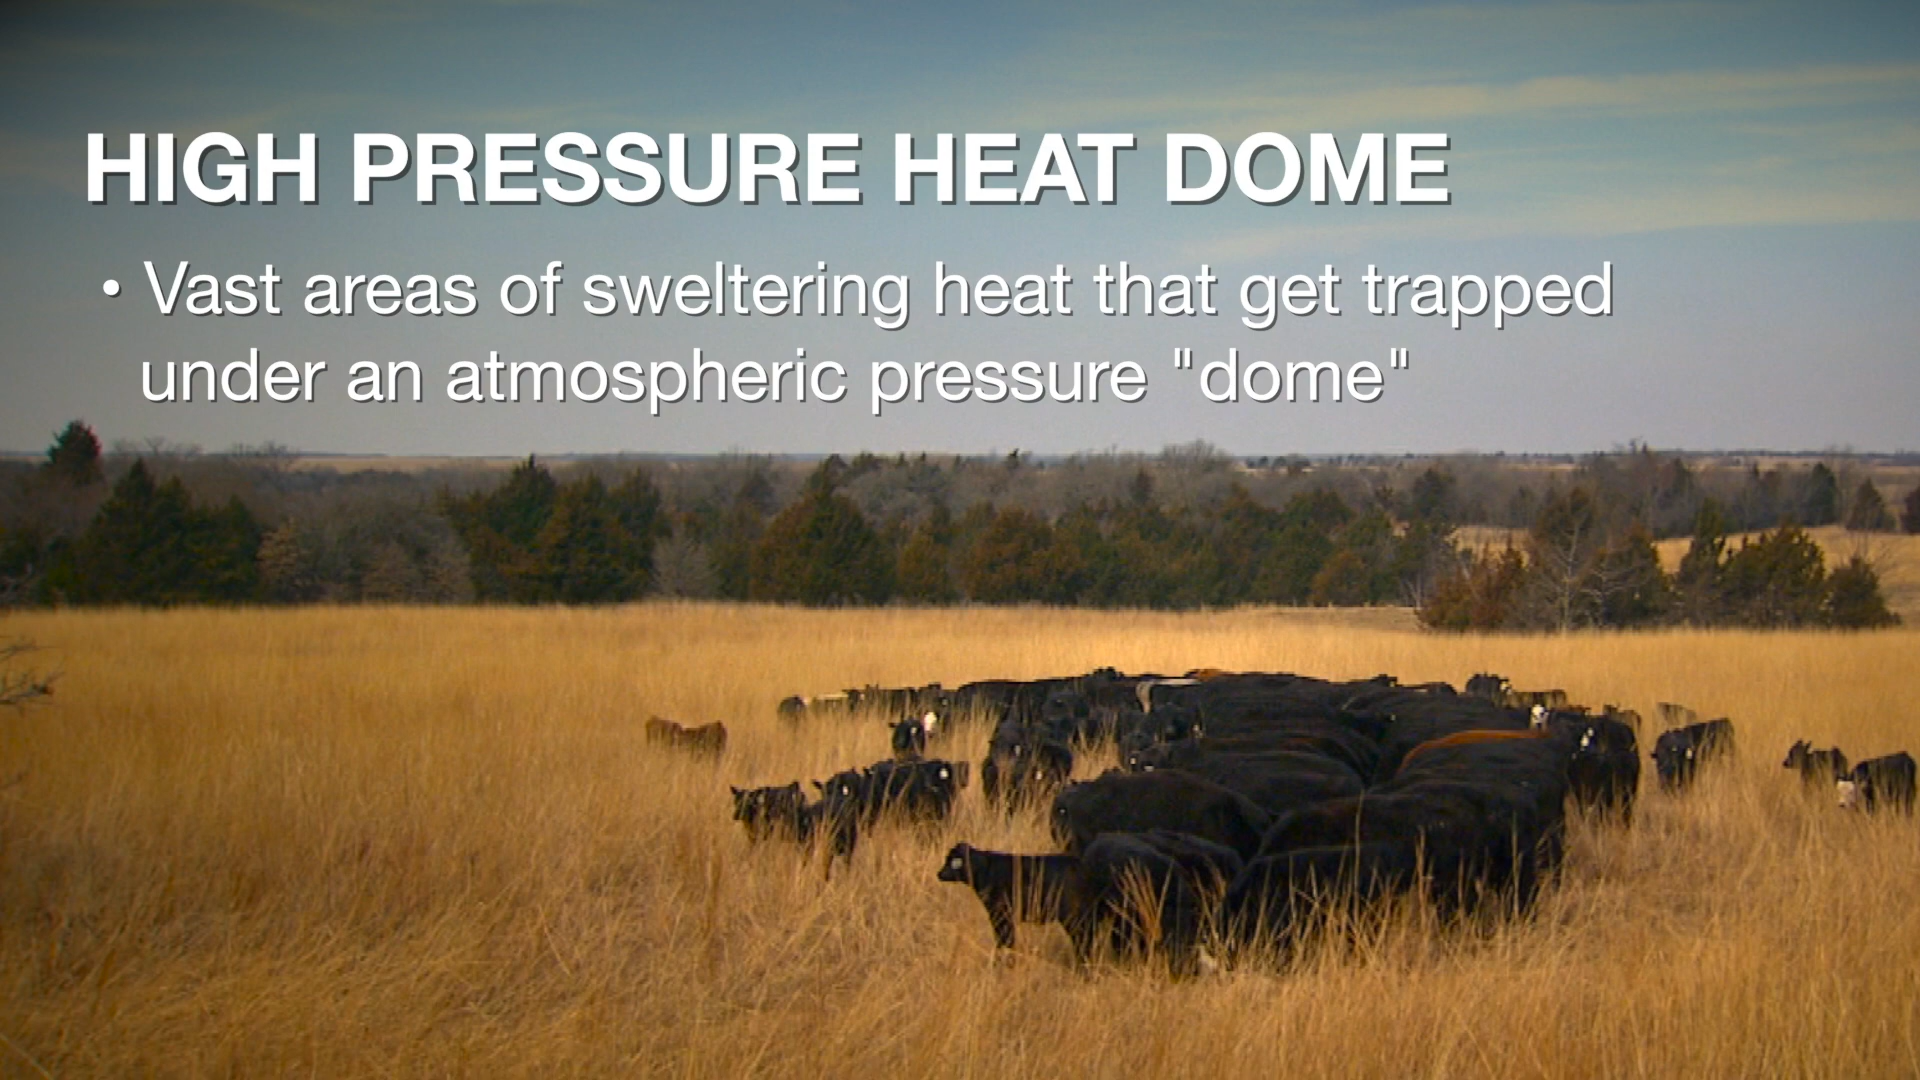 HIGH PRESSURE HEAT DOME
• Vast areas of sweltering heat that get trapped
under an atmospheric pressure "dome"